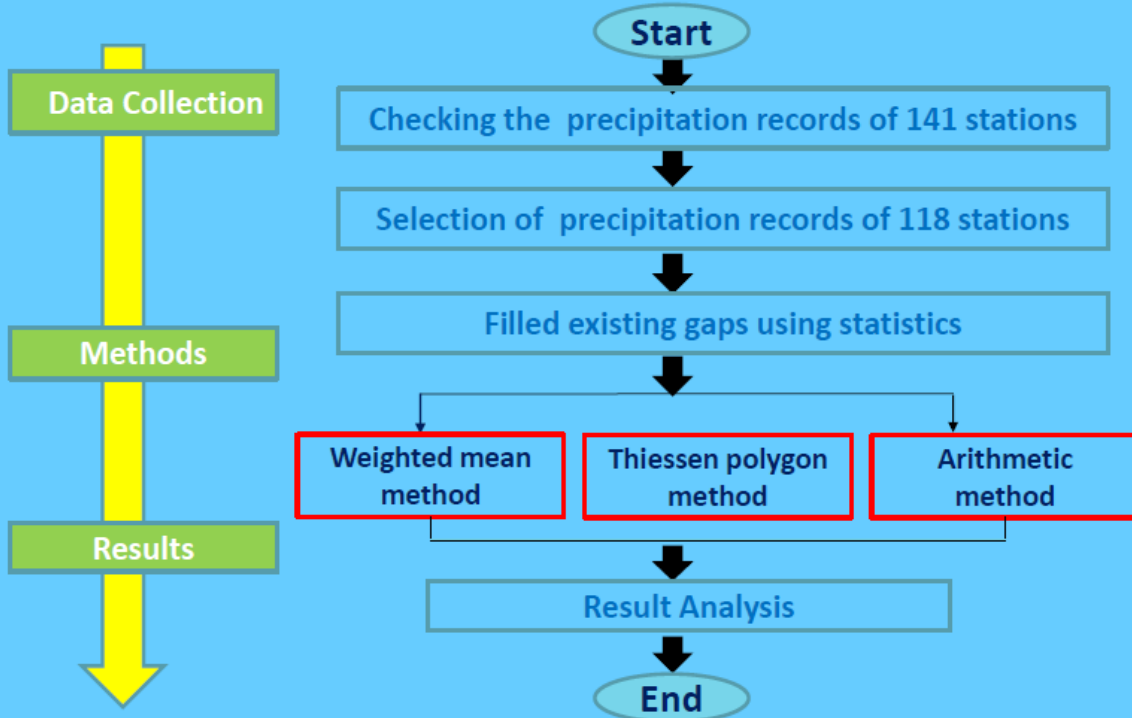 Start
Data Collection
Checking the precipitation records of 141 stations
Selection of precipitation records of 118 stations
Filled existing gaps using statistics
Methods
Weighted mean
method
Thiessen polygon
method
Arithmetic
method
Results
Result Analysis
End